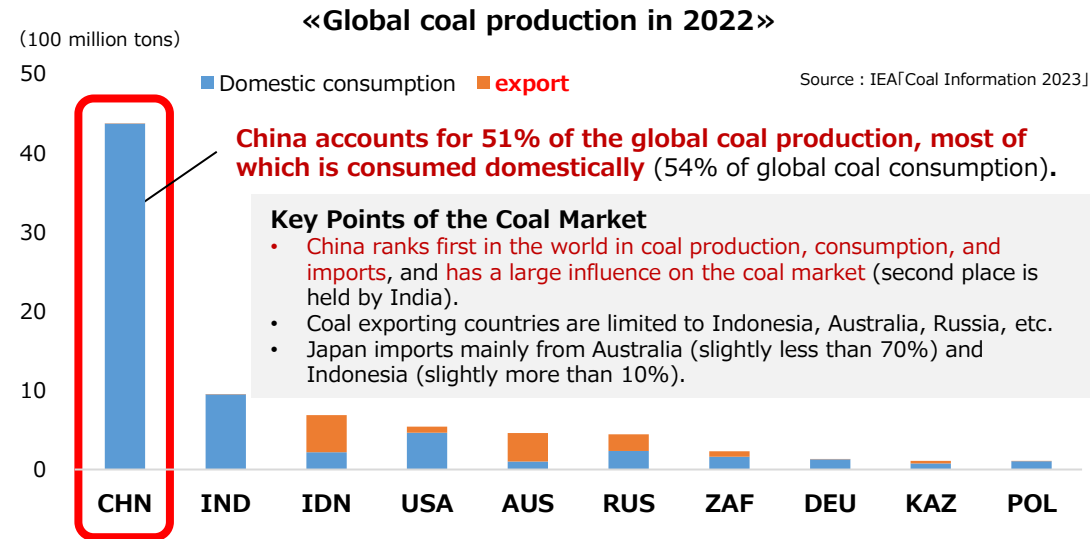 «Global coal production in 2022»
（100 million tons）
Domestic consumption export
Source : IEA｢Coal Information 2023｣
50
40
30
20
10
0
China accounts for 51% of the global coal production, most of
which is consumed domestically (54% of global coal consumption).
Key Points of the Coal Market
• China ranks first in the world in coal production, consumption, and
imports, and has a large influence on the coal market (second place is
held by India).
• Coal exporting countries are limited to Indonesia, Australia, Russia, etc.
• Japan imports mainly from Australia (slightly less than 70%) and
Indonesia (slightly more than 10%).
CHN IND IDN USA AUS RUS ZAF DEU KAZ POL